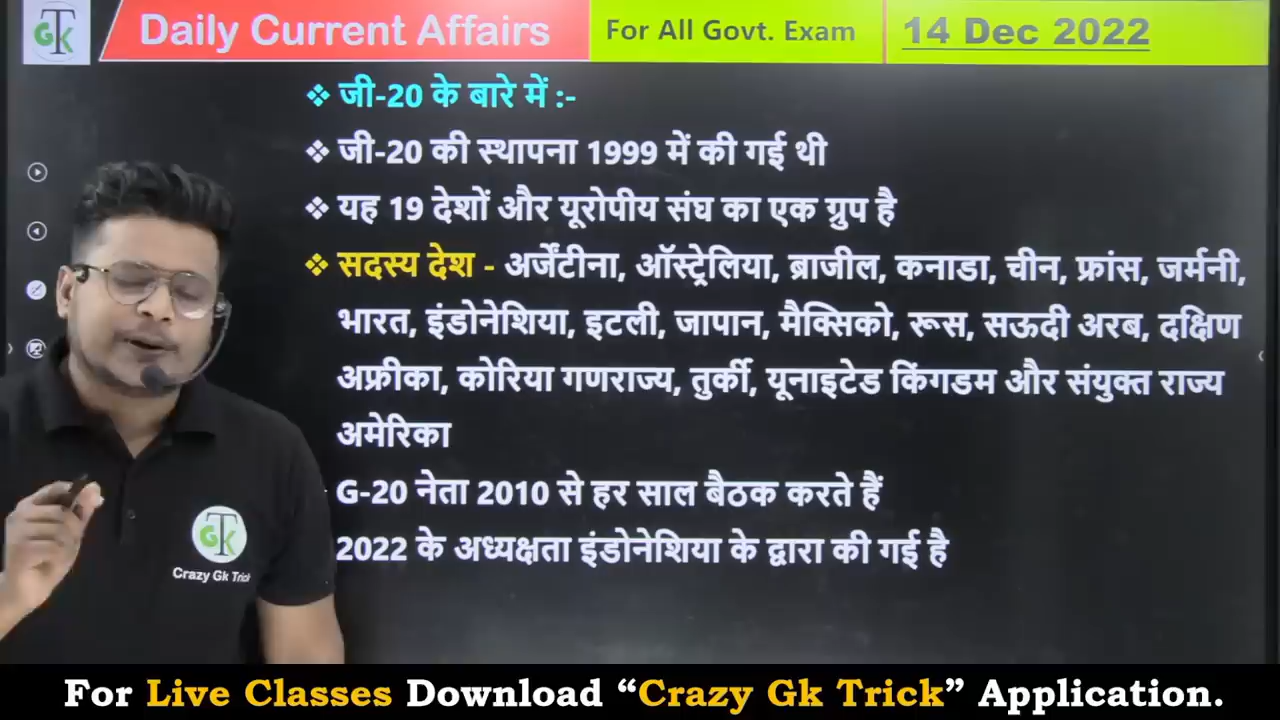 GTK
Daily Current Affairs
For All Govt. Exam
14 Dec 2022
❖ जी-20 के बारे में :-
❖ जी-20 की स्थापना 1999 में की गई थी
❖ यह 19 देशों और यूरोपीय संघ का एक ग्रुप है
❖ सदस्य देश - अर्जेंटीना, ऑस्ट्रेलिया, ब्राजील, कनाडा, चीन, फ्रांस, जर्मनी,
भारत, इंडोनेशिया, इटली, जापान, मैक्सिको, रूस, सऊदी अरब, दक्षिण
अफ्रीका, कोरिया गणराज्य, तुर्की, यूनाइटेड किंगडम और संयुक्त राज्य
अमेरिका
G-20 नेता 2010 से हर साल बैठक करते हैं
2022 के अध्यक्षता इंडोनेशिया के द्वारा की गई है
GTK
Crazy Gk Trick
For Live Classes Download “Crazy Gk Trick” Application.